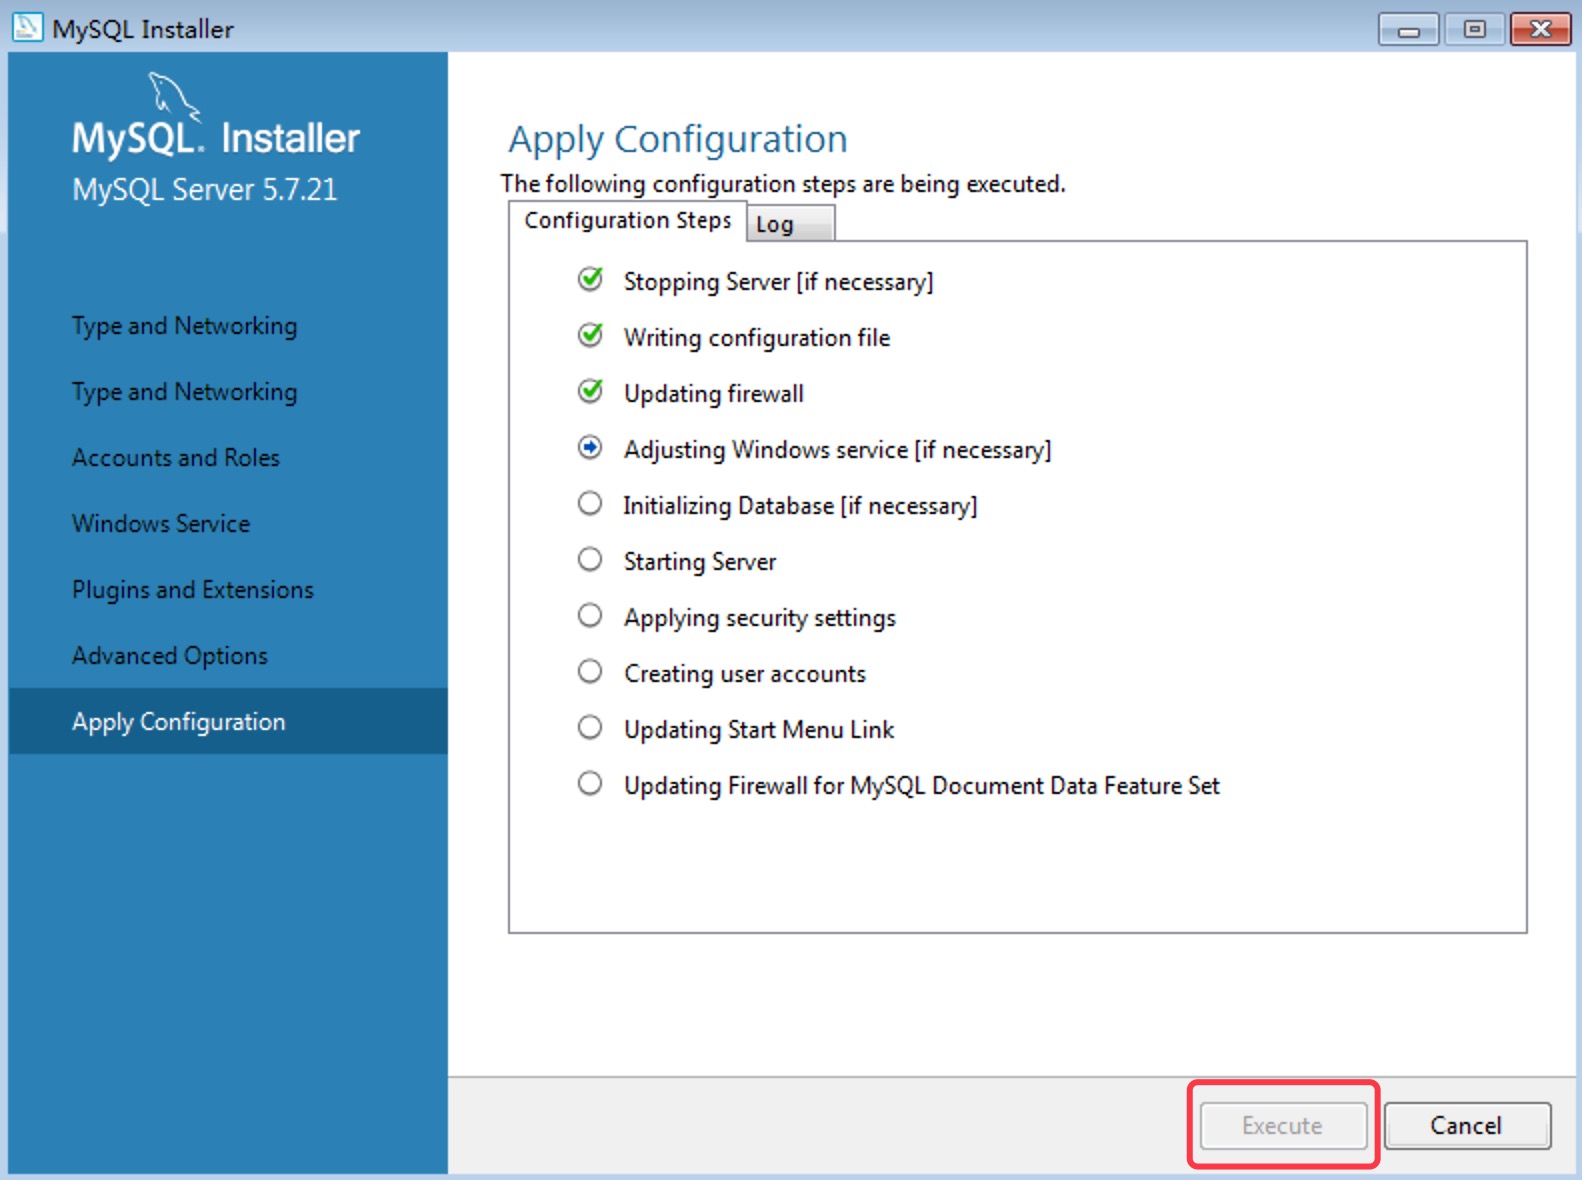 MySQL Installer
MySQL. Installer
MySQL Server 5.7.21
Type and Networking
Type and Networking
Accounts and Roles
Windows Service
Plugins and Extensions
Advanced Options
Apply Configuration
Apply Configuration
The following configuration steps are being executed.
Configuration Steps
Log
Stopping Server [if necessary]
Writing configuration file
Updating firewall
Adjusting Windows service [if necessary]
Initializing Database [if necessary]
Starting Server
Applying security settings
Creating user accounts
Updating Start Menu Link
Updating Firewall for MySQL Document Data Feature Set
Execute
Cancel